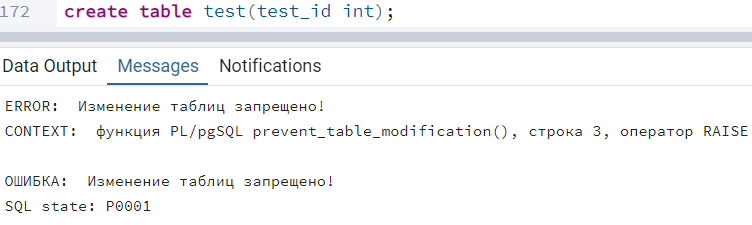 172 create table test(test_id int);
Data Output Messages Notifications
ERROR: Изменение таблиц запрещено!
CONTEXT: функция PL/pgSQL prevent_table_modification(), строка 3, оператор RAISE
ОШИБКА: Изменение таблиц запрещено!
SQL state: P0001